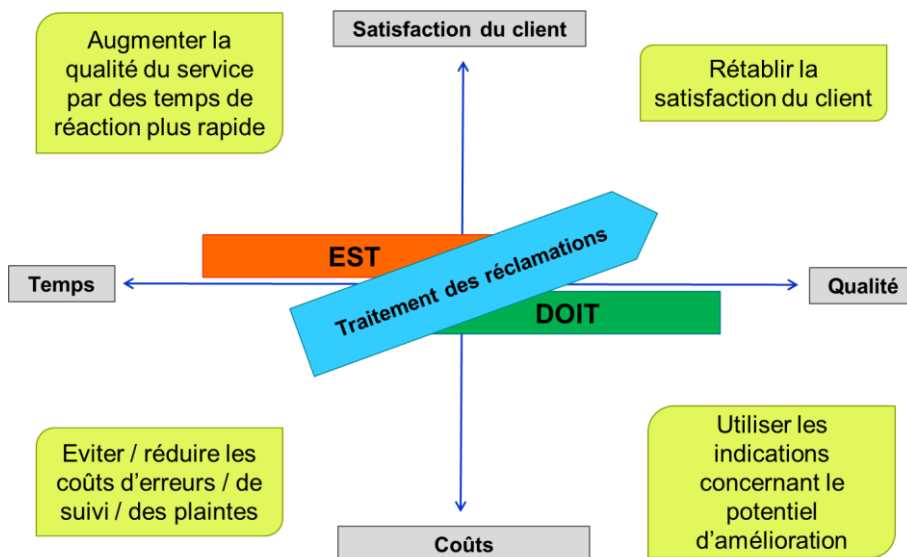 Satisfaction du client
Augmenter la
qualité du service
par des temps de
réaction plus rapide
Rétablir la
satisfaction du client
EST
Traitement des réclamations
Temps
Qualité
DOIT
Eviter / réduire les
coûts d'erreurs / de
suivi / des plaintes
Utiliser les
indications
concernant le
potentiel
d'amélioration
Coûts